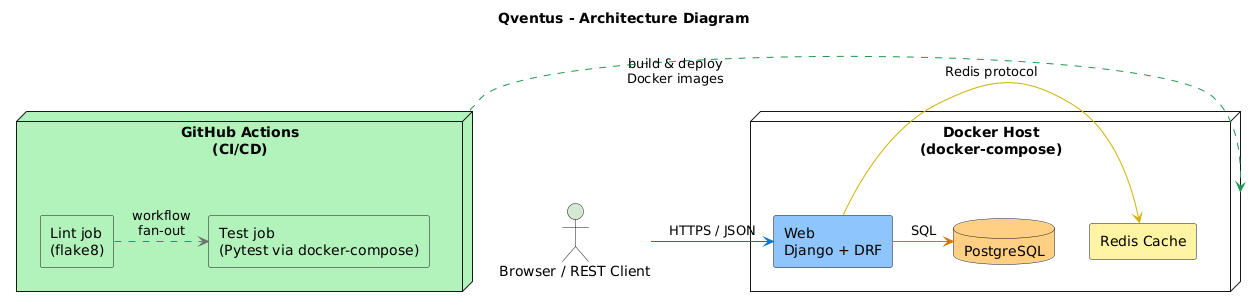 Qventus - Architecture Diagram
build & deploy
Docker images
Redis protocol
GitHub Actions
(CI/CD)
Docker Host
(docker-compose)
Lint job
(flake8)
workflow
fan-out
Test job
(Pytest via docker-compose)
Browser / REST Client
HTTPS / JSON
Web
Django + DRF
SQL
PostgreSQL
Redis Cache